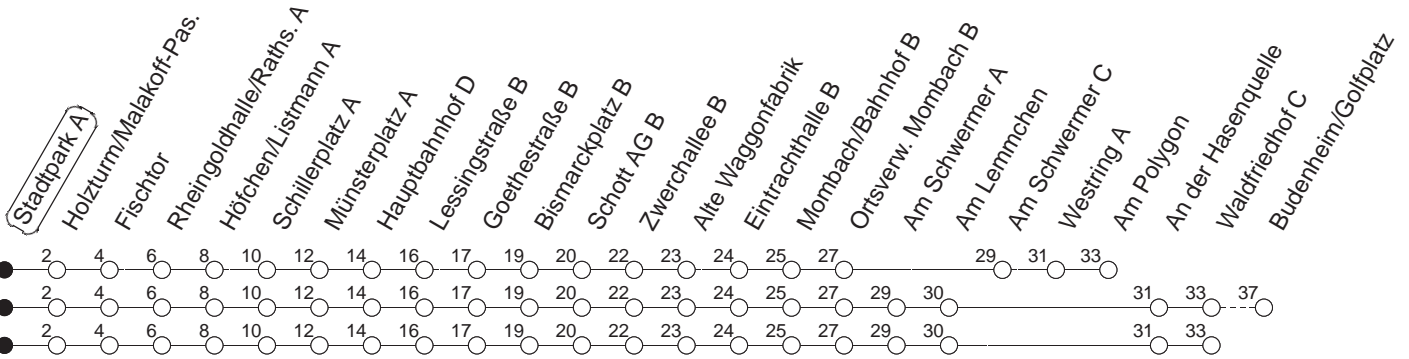 Stadtpark A
Holzturm/Malakoff-Pas.
Fischtor
Rheingoldhalle/Raths. A
Höfchen/Listmann A
Schillerplatz A
Münsterplatz A
Hauptbahnhof D
Lessingstraße B
Goethestraße B
Bismarckplatz B
Schott AG B
Zwerchallee B
Alte Waggonfabrik
Eintrachthalle B
Mombach/Bahnhof B
Ortsverw. Mombach B
Am Schwermer A
Am Lemmchen
Am Schwermer C
Westring A
Am Polygon
An der Hasenquelle
Waldfriedhof C
Budenheim/Golfplatz
2 4 6 8 10 12 14 16 17 19 20 22 23 24 25 27 29 31 33
2 4 6 8 10 12 14 16 17 19 20 22 23 24 25 27 29 30 31 33 37
2 4 6 8 10 12 14 16 17 19 20 22 23 24 25 27 29 30 31 33